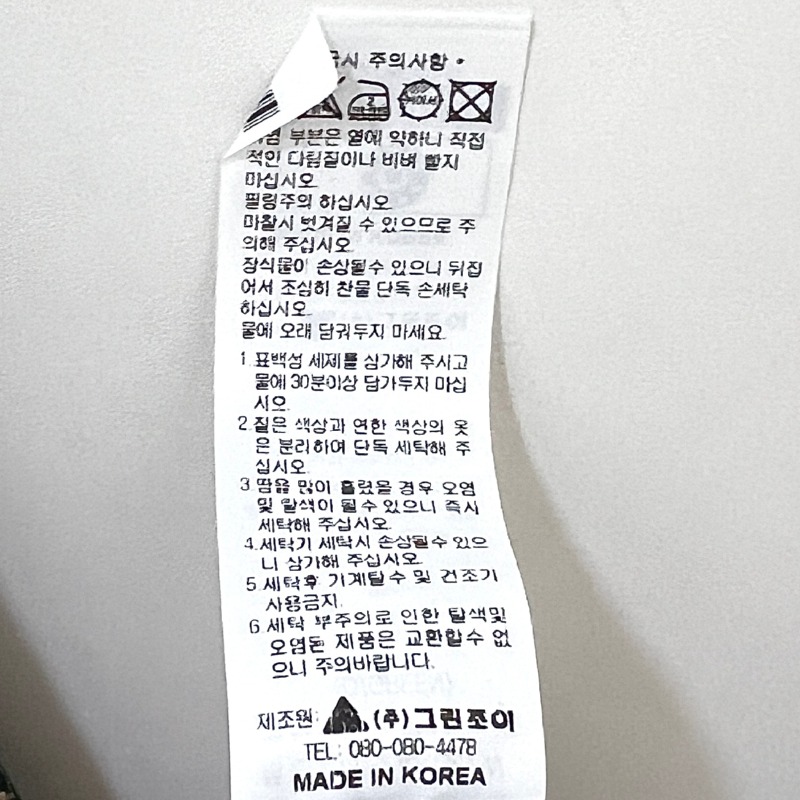 주의사항 •
2
부분은 열에 약하니 직접
적인 다림질이나 비벼 빨지
마십시오
필링주의 하십시오
마찰시 벗겨질 수 있으므로 주
의해 주십시오
장식물이 손상될수 있으니 뒤집
어서 조심히 찬물 단독 손세탁
하십시오
물에 오래 담궈두지 마세요
1.표백성 세제를 삼가해 주시고
물에 30분이상 담가두지 마십
시오.
2.짙은 색상과 연한 색상의 옷
은 분리하여 단독 세탁해 주
십시오.
3.땀을 많이 흘렸을 경우 오염
및 탈색이 될수 있으니 즉시
세탁해 주십시오.
4.세탁기 세탁시 손상될수 있으
니 삼가해 주십시오.
5.세탁후 기계탈수 및 건조기
사용금지.
6.세탁 부주의로 인한 탈색및
오염된 제품은 교환할수 없
으니 주의바랍니다.
제조원: (주)그린조이
TEL: 080-080-4478
MADE IN KOREA